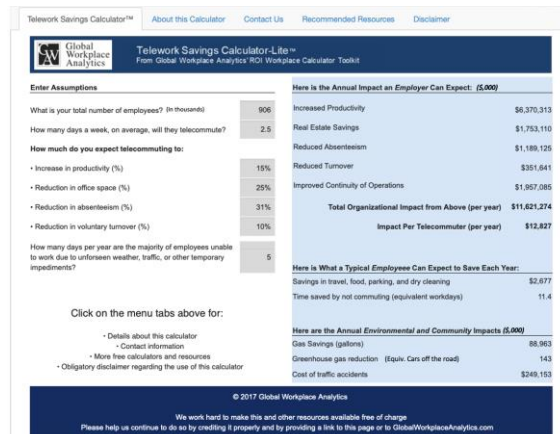 Telework Savings Calculator™ About this Calculator Contact Us Recommended Resources Disclaimer
GWA
Global
Workplace
Analytics
Telework Savings Calculator-Lite™
From Global Workplace Analytics' ROI Workplace Calculator Toolkit
Enter Assumptions
What is your total number of employees? (in thousands) 906
How many days a week, on average, will they telecommute? 2.5
How much do you expect telecommuting to:
• Increase in productivity (%) 15%
• Reduction in office space (%) 25%
• Reduction in absenteeism (%) 31%
• Reduction in voluntary turnover (%) 10%
How many days per year are the majority of employees unable
to work due to unforseen weather, traffic, or other temporary
impediments? 5
Click on the menu tabs above for:
• Details about this calculator
• Contact information
• More free calculators and resources
• Obligatory disclaimer regarding the use of this calculator
Here is the Annual Impact an Employer Can Expect: ($,000)
Increased Productivity $6,370,313
Real Estate Savings $1,753,110
Reduced Absenteeism $1,189,125
Reduced Turnover $351,641
Improved Continuity of Operations $1,957,085
Total Organizational Impact from Above (per year) $11,621,274
Impact Per Telecommuter (per year) $12,827
Here is What a Typical Employeee Can Expect to Save Each Year:
Savings in travel, food, parking, and dry cleaning $2,677
Time saved by not commuting (equivalent workdays) 11.4
Here are the Annual Environmental and Community Impacts ($,000)
Gas Savings (gallons) 88,963
Greenhouse gas reduction (Equiv. Cars off the road) 143
Cost of traffic accidents $249,153
© 2017 Global Workplace Analytics
We work hard to make this and other resources available free of charge
Please help us continue to do so by crediting it properly and by providing a link to this page or to GlobalWorkplaceAnalytics.com